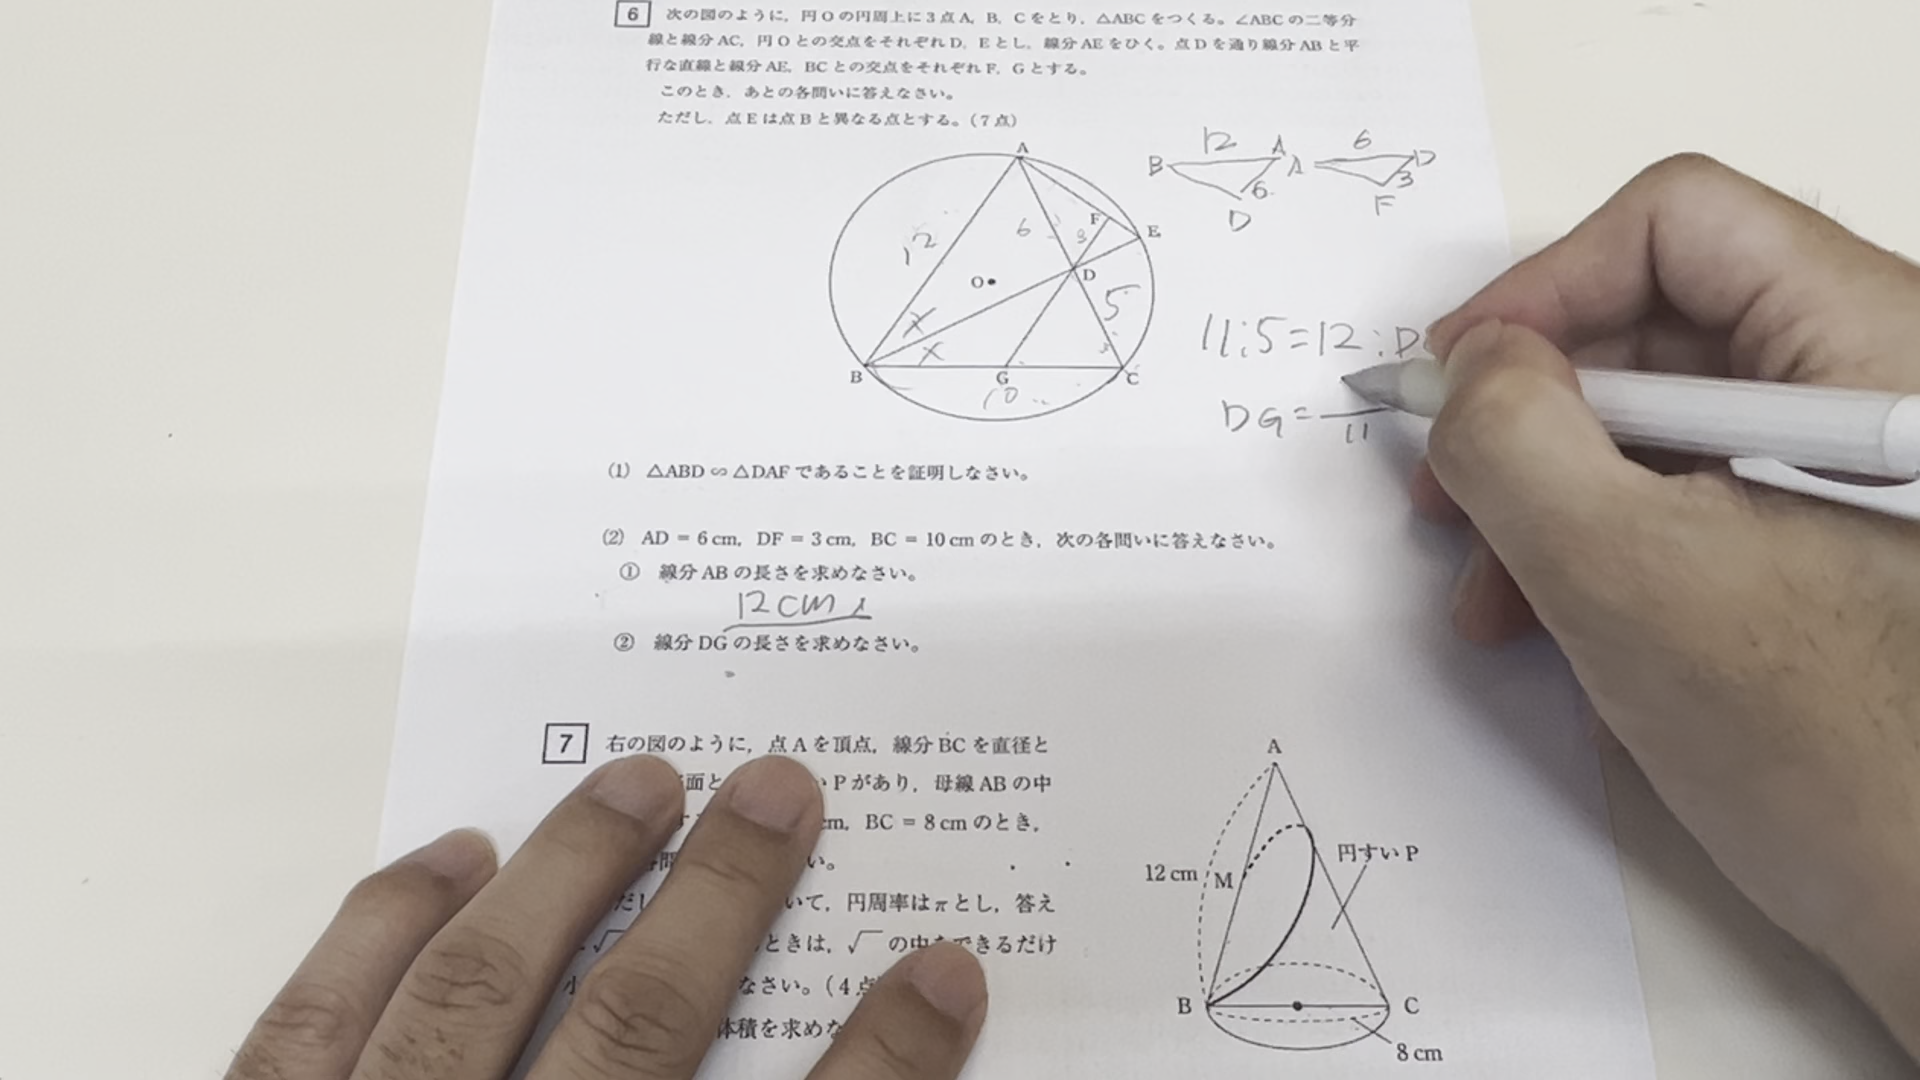 6 次の図のように，円Oの円周上に3点A，B，Cをとり，△ABCをつくる。∠ABCの二等分
線と線分AC，円Oとの交点をそれぞれD，Eとし，線分AEをひく。点Dを通り線分ABと平
行な直線と線分AE，BCとの交点をそれぞれF，Gとする。
このとき，あとの各問いに答えなさい。
ただし，点Eは点Bと異なる点とする。(7点)
A
F
E
D
O
B
G
C
12
6
3
5
×
×
10
B 12 A
6
D
A 6 D
3
F
11:5=12:D
DG=
11
(1) △ABD∽△DAFであることを証明しなさい。
(2) AD = 6 cm，DF = 3 cm，BC = 10 cm のとき，次の各問いに答えなさい。
① 線分ABの長さを求めなさい。
12cm
② 線分DGの長さを求めなさい。
7 右の図のように，点Aを頂点，線分BCを直径と
Pがあり，母線ABの中
cm，BC = 8 cm のとき，
い。
いて，円周率はπとし，答え
√ ときは，√ の中をできるだけ
小 なさい。(4点
体積を求めな
A
12 cm
M
円すいP
B
C
8 cm